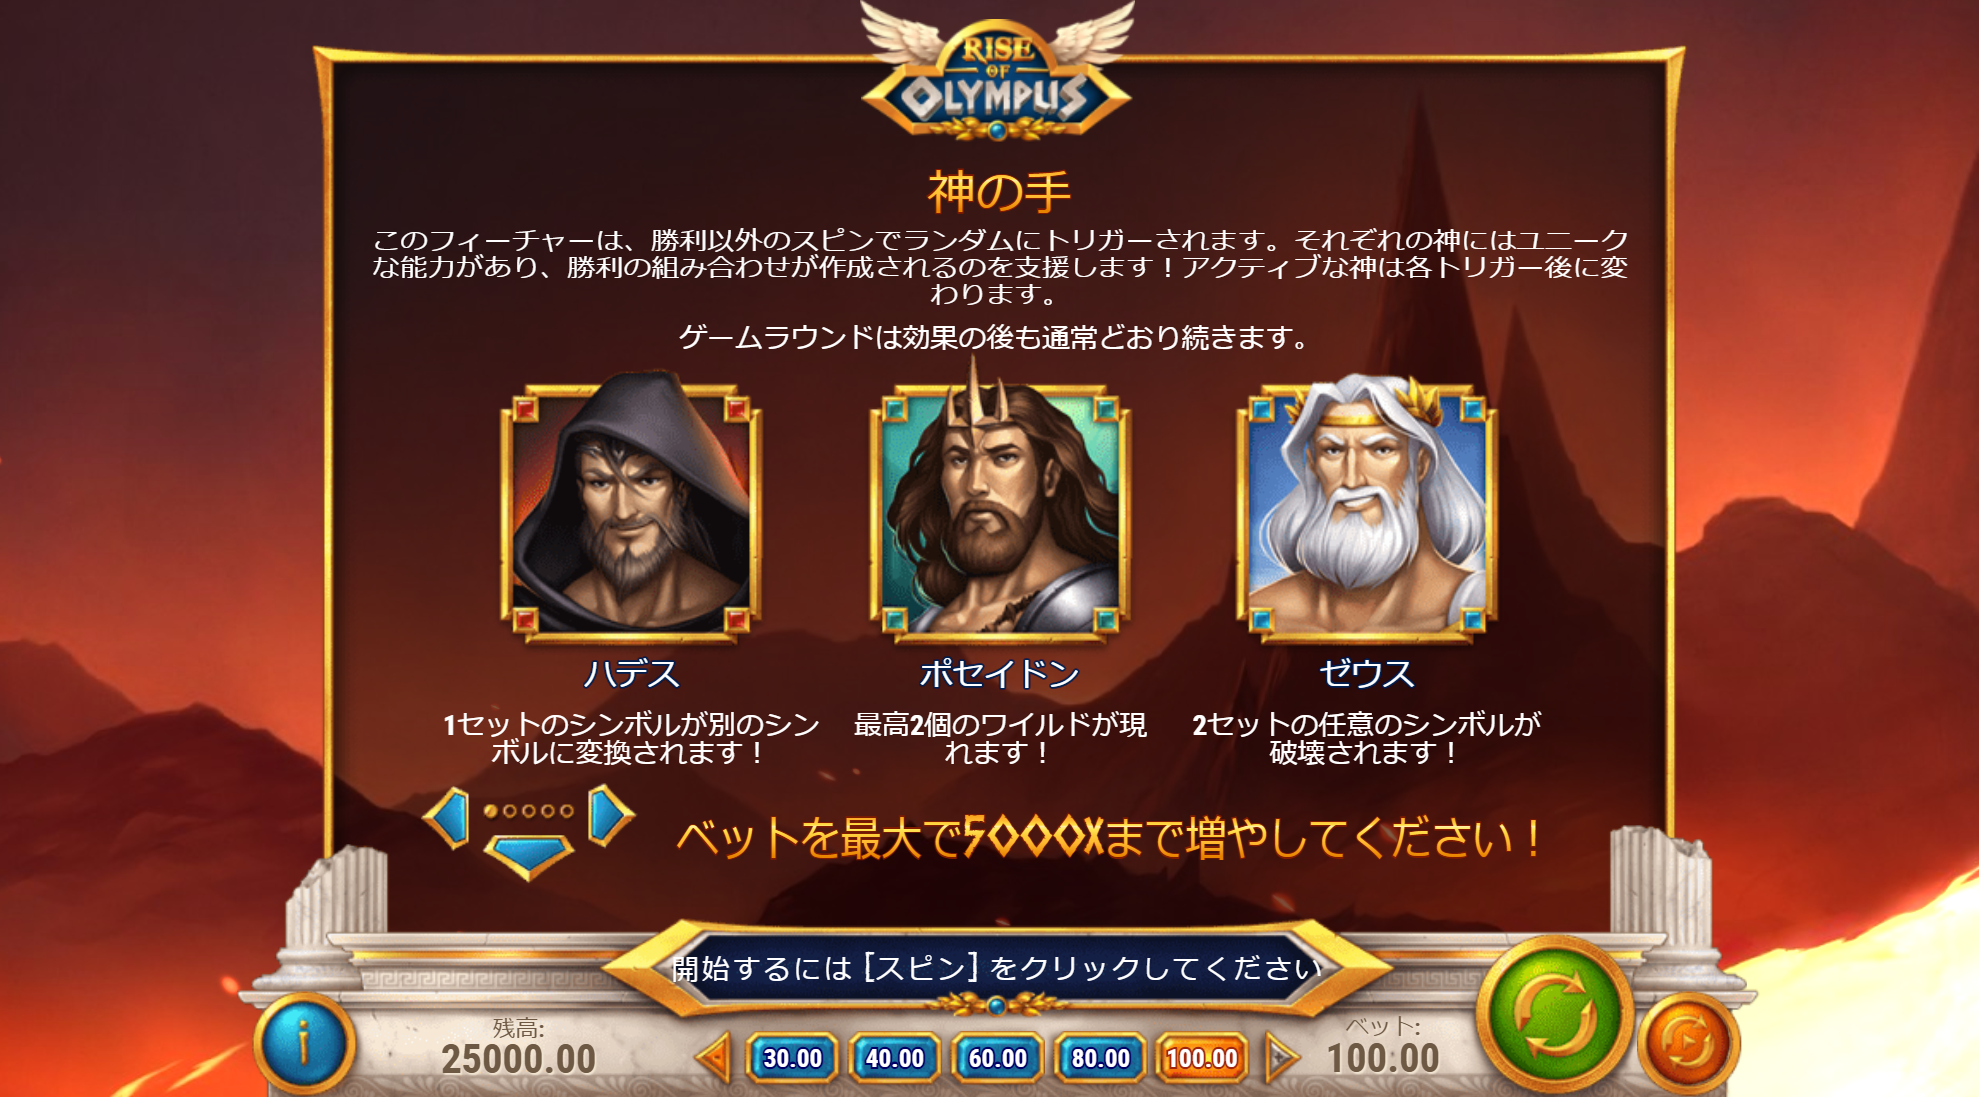 RISE
OF
OLYMPUS
神の手
このフィーチャーは、勝利以外のスピンでランダムにトリガーされます。それぞれの神にはユニーク
な能力があり、勝利の組み合わせが作成されるのを支援します！アクティブな神は各トリガー後に変
わります。
ゲームラウンドは効果の後も通常どおり続きます。
ハデス
ポセイドン
ゼウス
1セットのシンボルが別のシン
ボルに変換されます！
最高2個のワイルドが現
れます！
2セットの任意のシンボルが
破壊されます！
ベットを最大で5000Xまで増やしてください！
開始するには [スピン] をクリックしてください
残高:
25000.00
30.00
40.00
60.00
80.00
100.00
ベット:
100.00